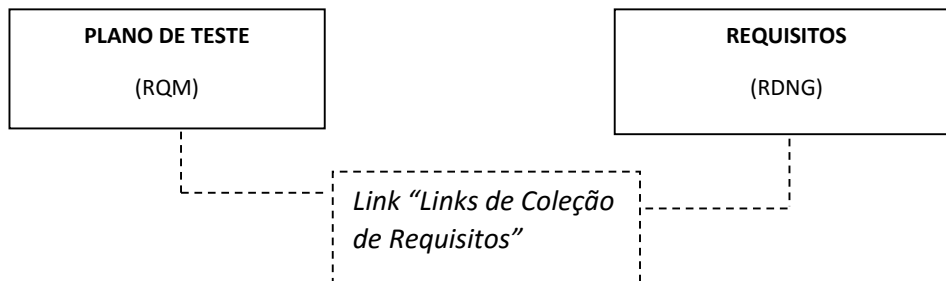 PLANO DE TESTE
(RQM)
REQUISITOS
(RDNG)
Link “Links de Coleção
de Requisitos”